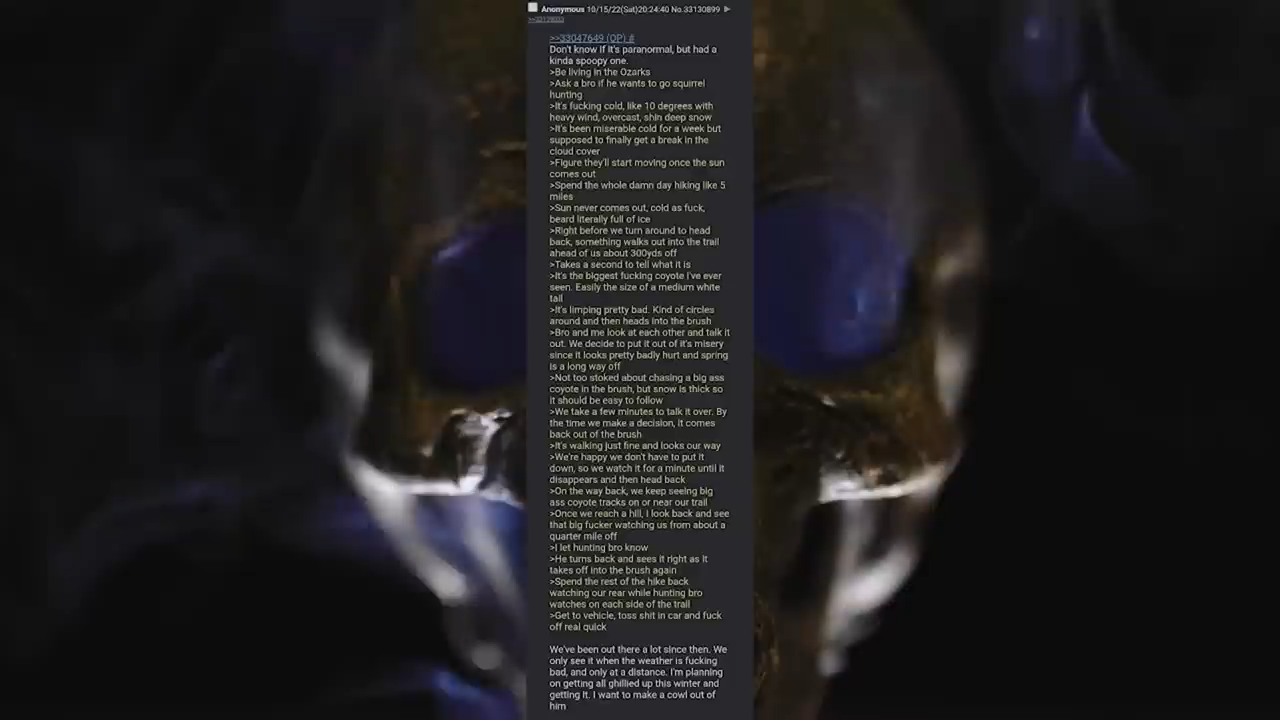 Anonymous 10/15/22(Sat)20:24:40 No.33130899 ▶
>>33047649 (OP) #
Don't know if it's paranormal, but had a
kinda spoopy one.
>Be living in the Ozarks
>Ask a bro if he wants to go squirrel
hunting
>It's fucking cold, like 10 degrees with
heavy wind, overcast, shin deep snow
>It's been miserable cold for a week but
supposed to finally get a break in the
cloud cover
>Figure they'll start moving once the sun
comes out
>Spend the whole damn day hiking like 5
miles
>Sun never comes out, cold as fuck,
beard literally full of ice
>Right before we turn around to head
back, something walks out into the trail
ahead of us about 300yds off
>Takes a second to tell what it is
>It's the biggest fucking coyote I've ever
seen. Easily the size of a medium white
tail
>It's limping pretty bad. Kind of circles
around and then heads into the brush
>Bro and me look at each other and talk it
out. We decide to put it out of it's misery
since it looks pretty badly hurt and spring
is a long way off
>Not too stoked about chasing a big ass
coyote in the brush, but snow is thick so
it should be easy to follow
>We take a few minutes to talk it over. By
the time we make a decision, it comes
back out of the brush
>It's walking just fine and looks our way
>We're happy we don't have to put it
down, so we watch it for a minute until it
disappears and then head back
>On the way back, we keep seeing big
ass coyote tracks on or near our trail
>Once we reach a hill, I look back and see
that big fucker watching us from about a
quarter mile off
>I let hunting bro know
>He turns back and sees it right as it
takes off into the brush again
>Spend the rest of the hike back
watching our rear while hunting bro
watches on each side of the trail
>Get to vehicle, toss shit in car and fuck
off real quick
We've been out there a lot since then. We
only see it when the weather is fucking
bad, and only at a distance. I'm planning
on getting all ghillied up this winter and
getting it. I want to make a cowl out of
him